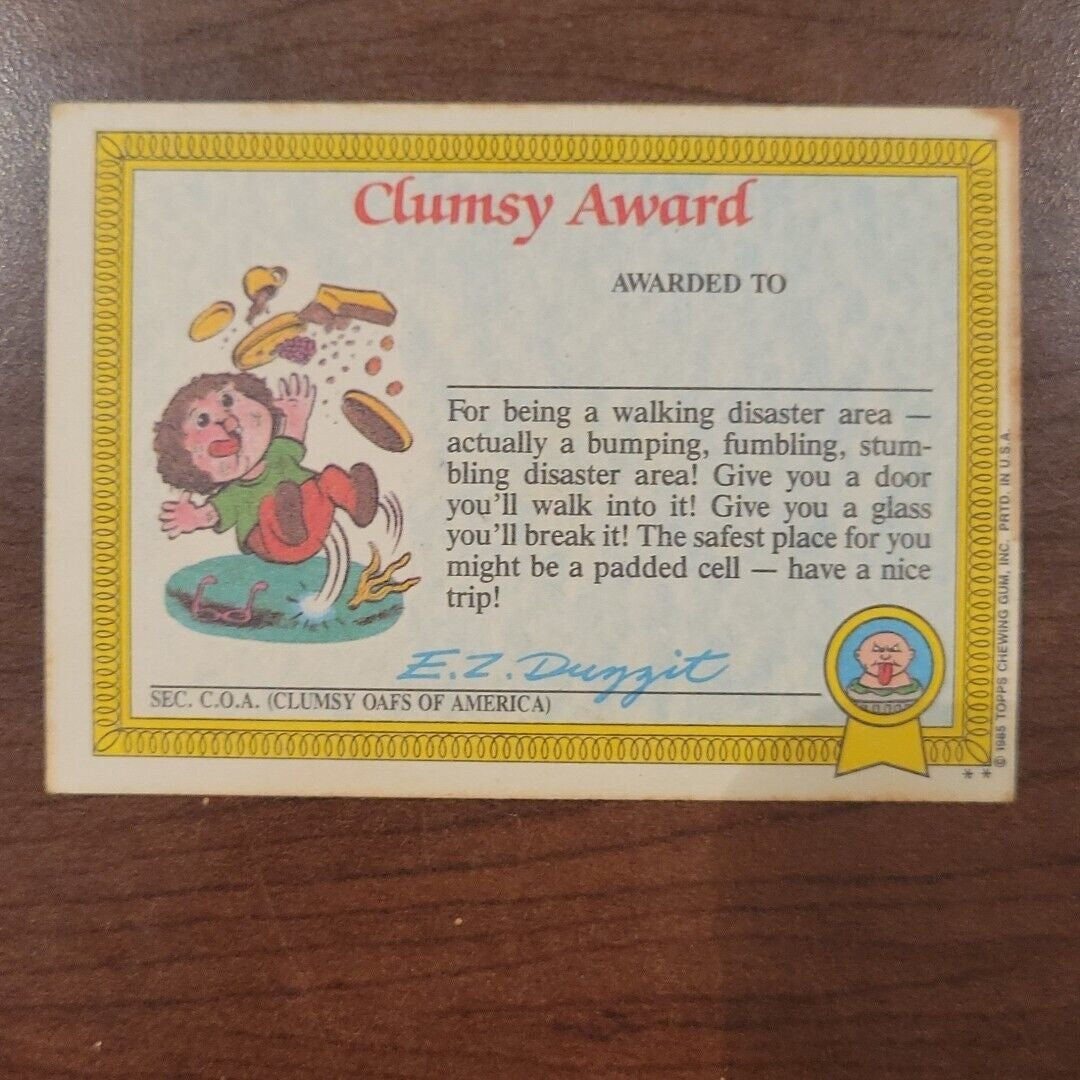 Clumsy Award
AWARDED TO
For being a walking disaster area —
actually a bumping, fumbling, stum-
bling disaster area! Give you a door
you'll walk into it! Give you a glass
you'll break it! The safest place for you
might be a padded cell — have a nice
trip!
E.Z. Duzzit
SEC. C.O.A. (CLUMSY OAFS OF AMERICA)
** © 1985 TOPPS CHEWING GUM, INC. PRTD. IN U.S.A.